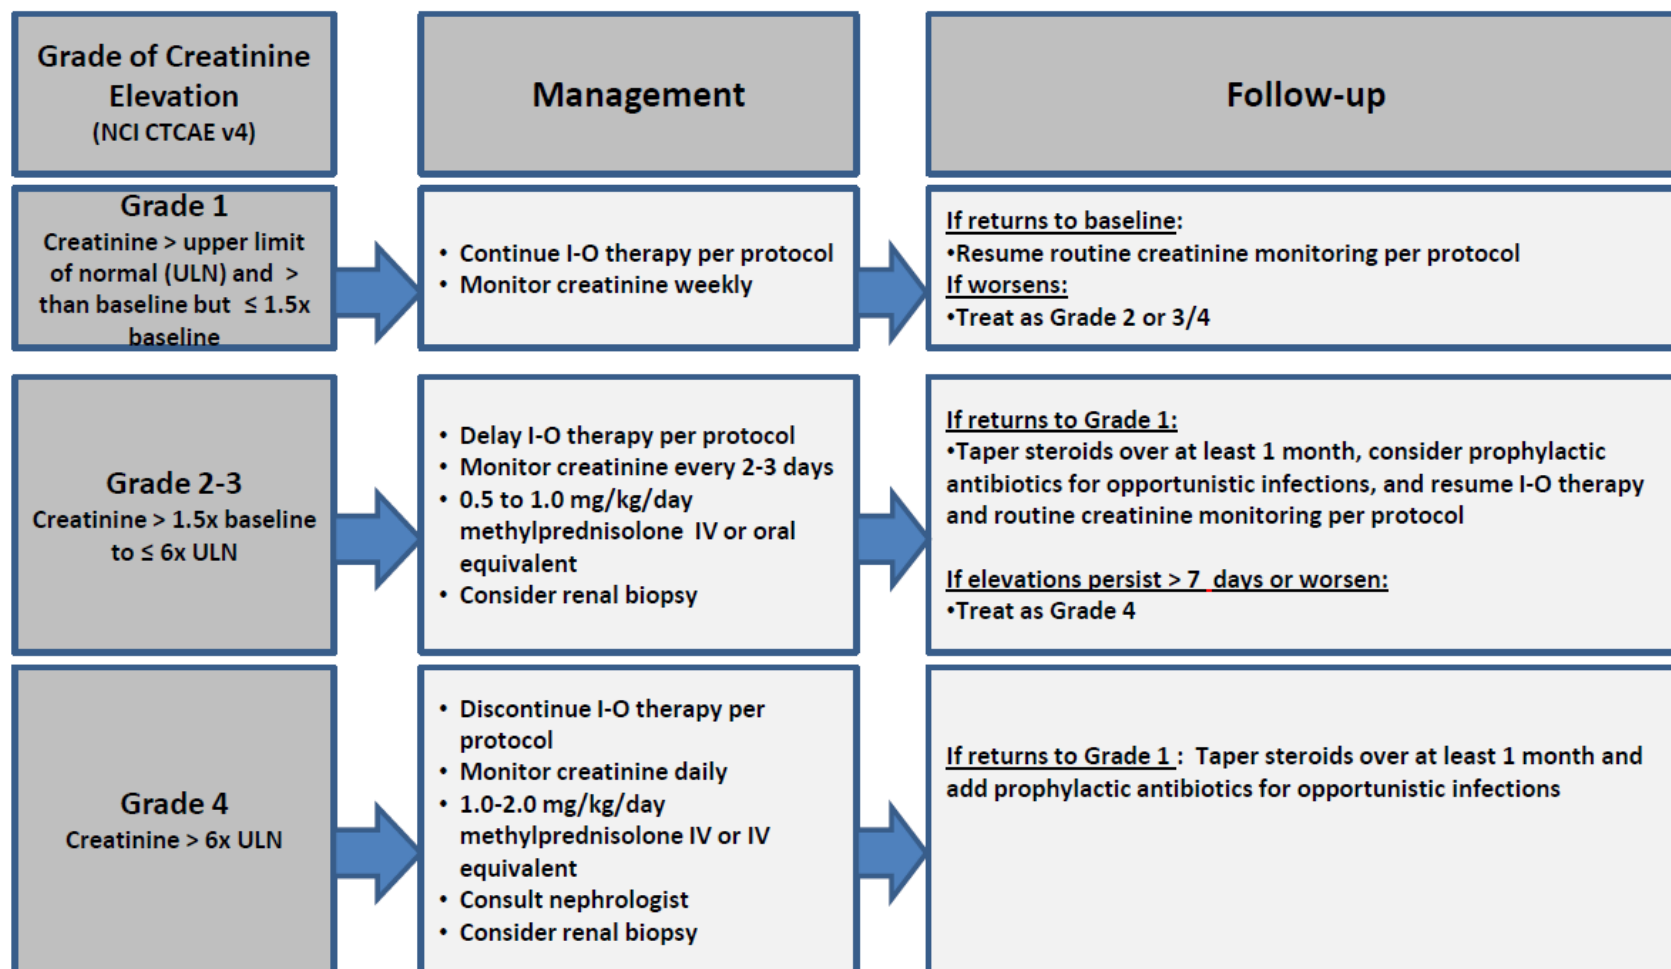 Grade of Creatinine
Elevation
(NCI CTCAE v4)
Management
Follow-up
Grade 1
Creatinine > upper limit
of normal (ULN) and >
than baseline but ≤ 1.5x
baseline
• Continue I-O therapy per protocol
• Monitor creatinine weekly
If returns to baseline:
•Resume routine creatinine monitoring per protocol
If worsens:
•Treat as Grade 2 or 3/4
Grade 2-3
Creatinine > 1.5x baseline
to ≤ 6x ULN
• Delay I-O therapy per protocol
• Monitor creatinine every 2-3 days
• 0.5 to 1.0 mg/kg/day
methylprednisolone IV or oral
equivalent
• Consider renal biopsy
If returns to Grade 1:
•Taper steroids over at least 1 month, consider prophylactic
antibiotics for opportunistic infections, and resume I-O therapy
and routine creatinine monitoring per protocol
If elevations persist > 7 days or worsen:
•Treat as Grade 4
Grade 4
Creatinine > 6x ULN
• Discontinue I-O therapy per
protocol
• Monitor creatinine daily
• 1.0-2.0 mg/kg/day
methylprednisolone IV or IV
equivalent
• Consult nephrologist
• Consider renal biopsy
If returns to Grade 1 : Taper steroids over at least 1 month and
add prophylactic antibiotics for opportunistic infections